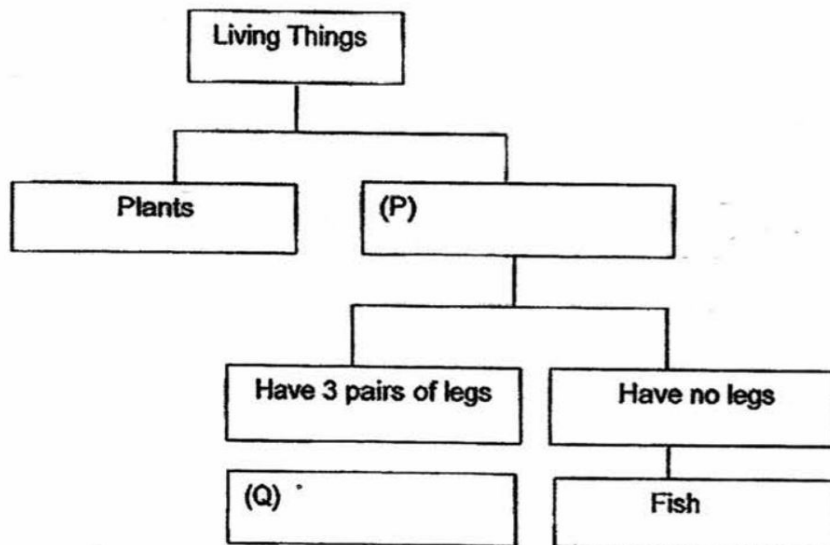 Living Things
Plants
(P)
Have 3 pairs of legs
Have no legs
(Q)
Fish